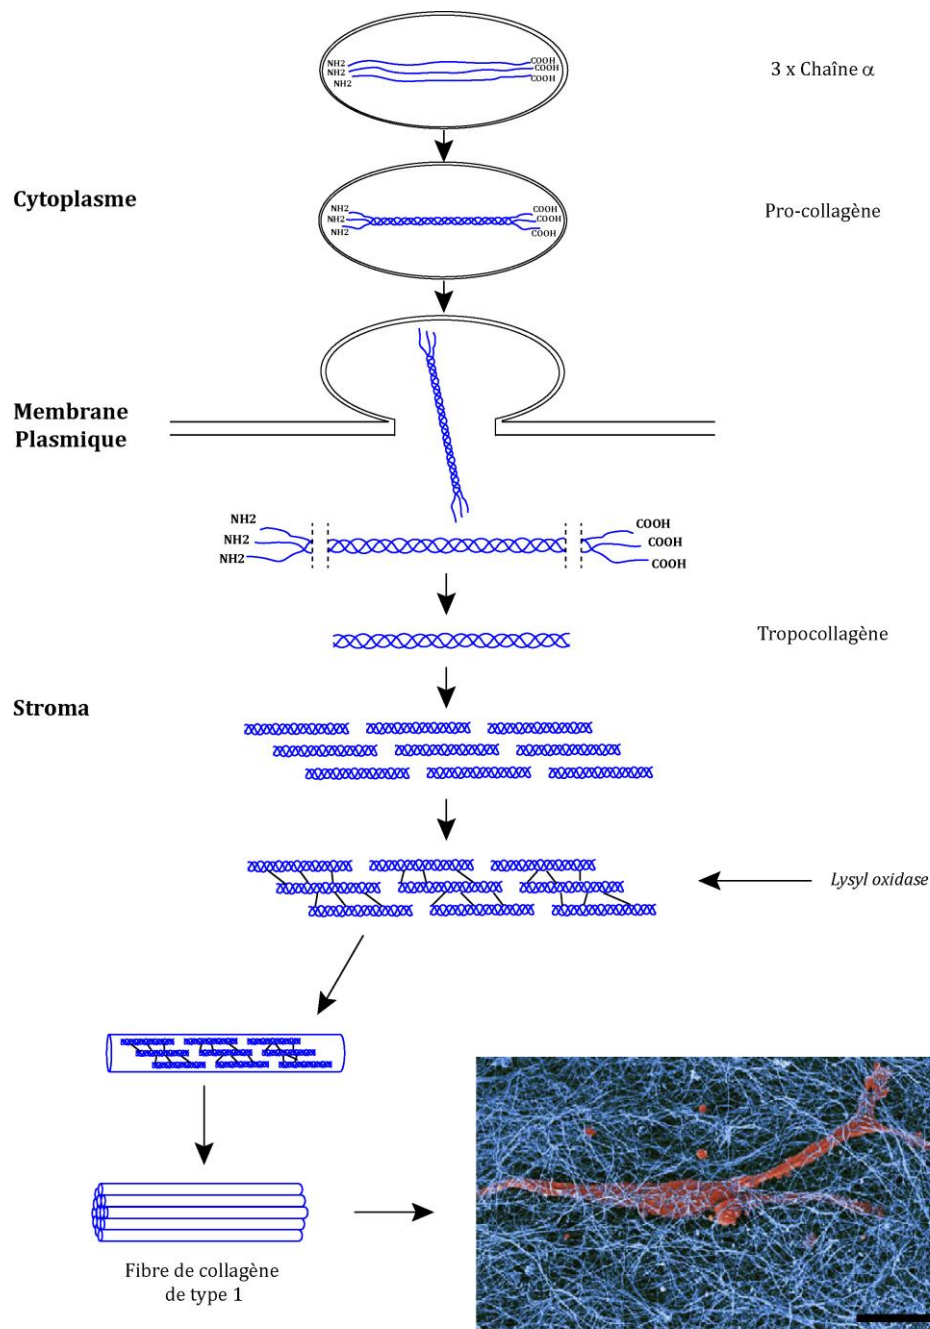 NH2
NH2
NH2
COOH
COOH
COOH
3 x Chaîne α
Cytoplasme
NH2
NH2
NH2
COOH
COOH
COOH
Pro-collagène
Membrane
Plasmique
NH2
NH2
NH2
COOH
COOH
COOH
Tropocollagène
Stroma
Lysyl oxidase
Fibre de collagène
de type 1